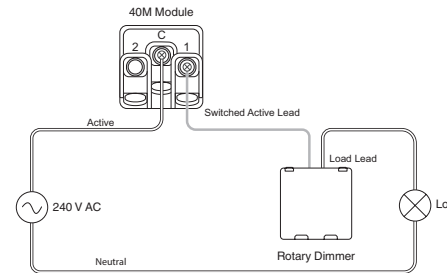 40M Module
C
2
1
Active
Switched Active Lead
Load Lead
240 V AC
Rotary Dimmer
Neutral